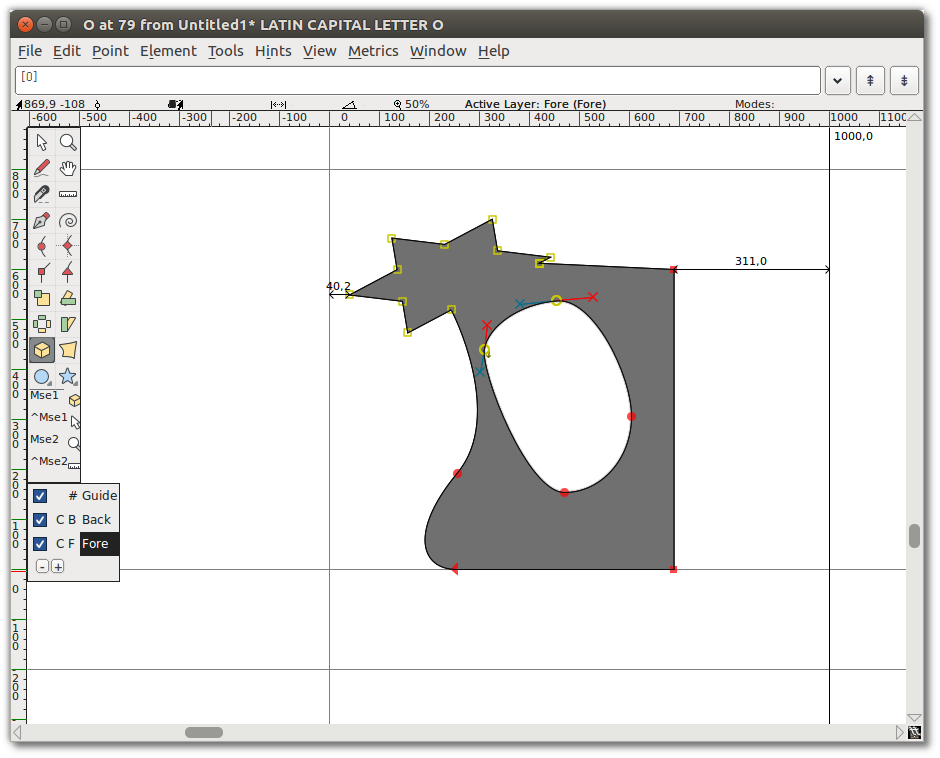 O at 79 from Untitled1* LATIN CAPITAL LETTER O
File Edit Point Element Tools Hints View Metrics Window Help
[O]
869,9 -108 50% Active Layer: Fore (Fore) Modes:
-600 -500 -400 -300 -200 -100 0 100 200 300 400 500 600 700 800 900 1000 1100
1000,0
800
700
311,0
600
40,2
500
400
Mse1
^Mse1
300
Mse2
^Mse2
200
# Guide
C B Back
100
C F Fore
- +
0
-100
-200